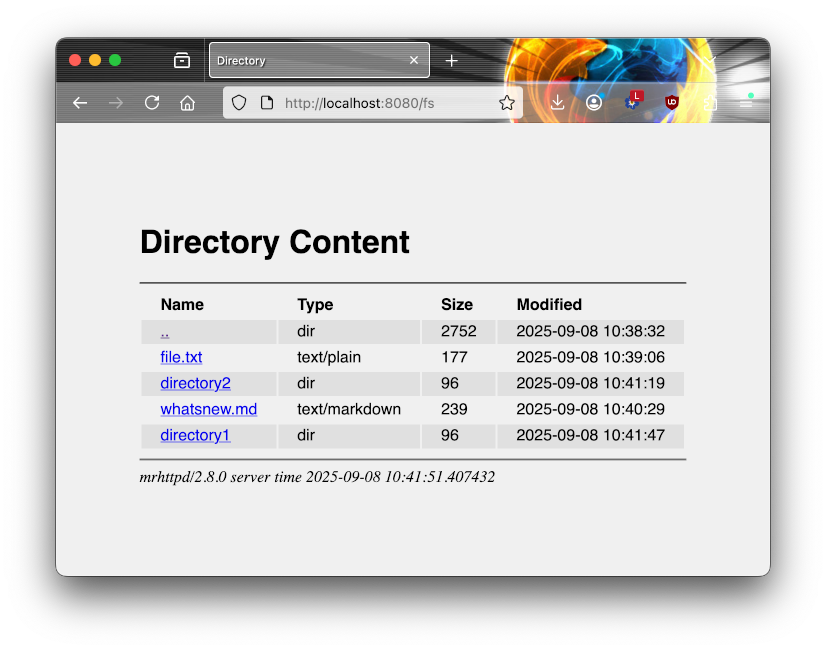 Directory
http://localhost:8080/fs
L
Directory Content
Name Type Size Modified
.. dir 2752 2025-09-08 10:38:32
file.txt text/plain 177 2025-09-08 10:39:06
directory2 dir 96 2025-09-08 10:41:19
whatsnew.md text/markdown 239 2025-09-08 10:40:29
directory1 dir 96 2025-09-08 10:41:47
mrhttpd/2.8.0 server time 2025-09-08 10:41:51.407432